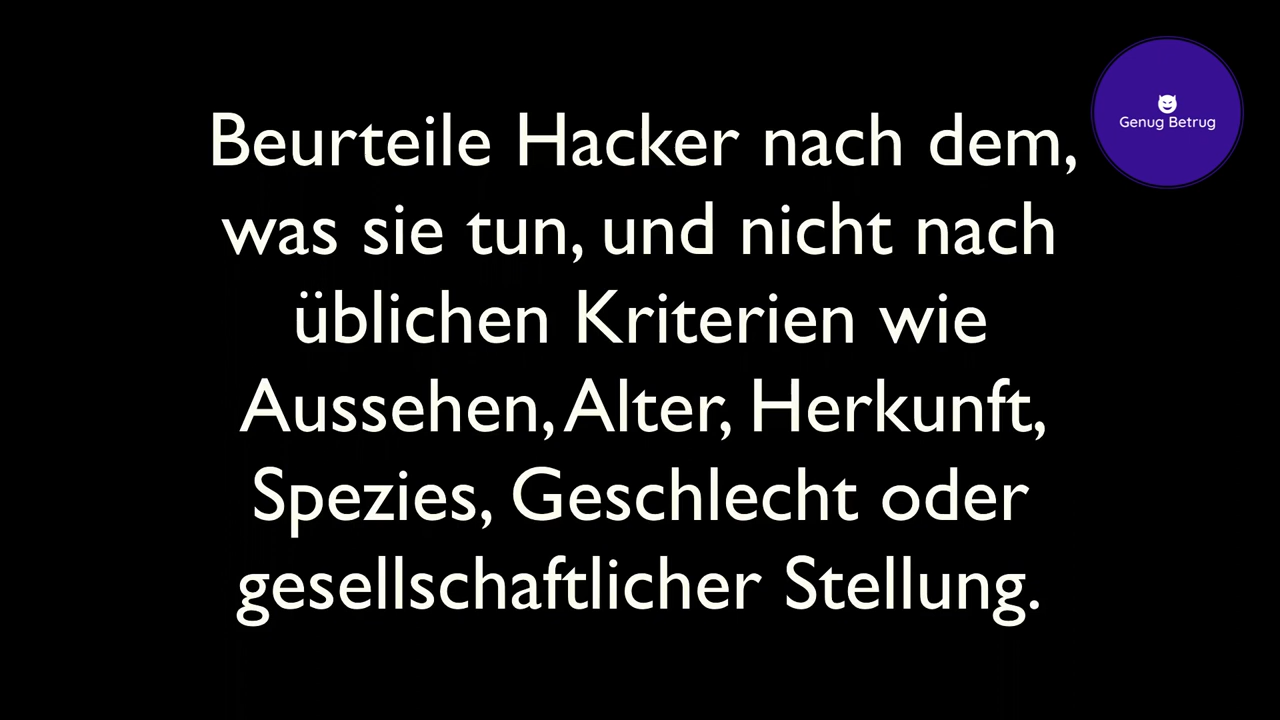 Beurteile Hacker nach dem,
was sie tun, und nicht nach
üblichen Kriterien wie
Aussehen, Alter, Herkunft,
Spezies, Geschlecht oder
gesellschaftlicher Stellung.
Genug Betrug